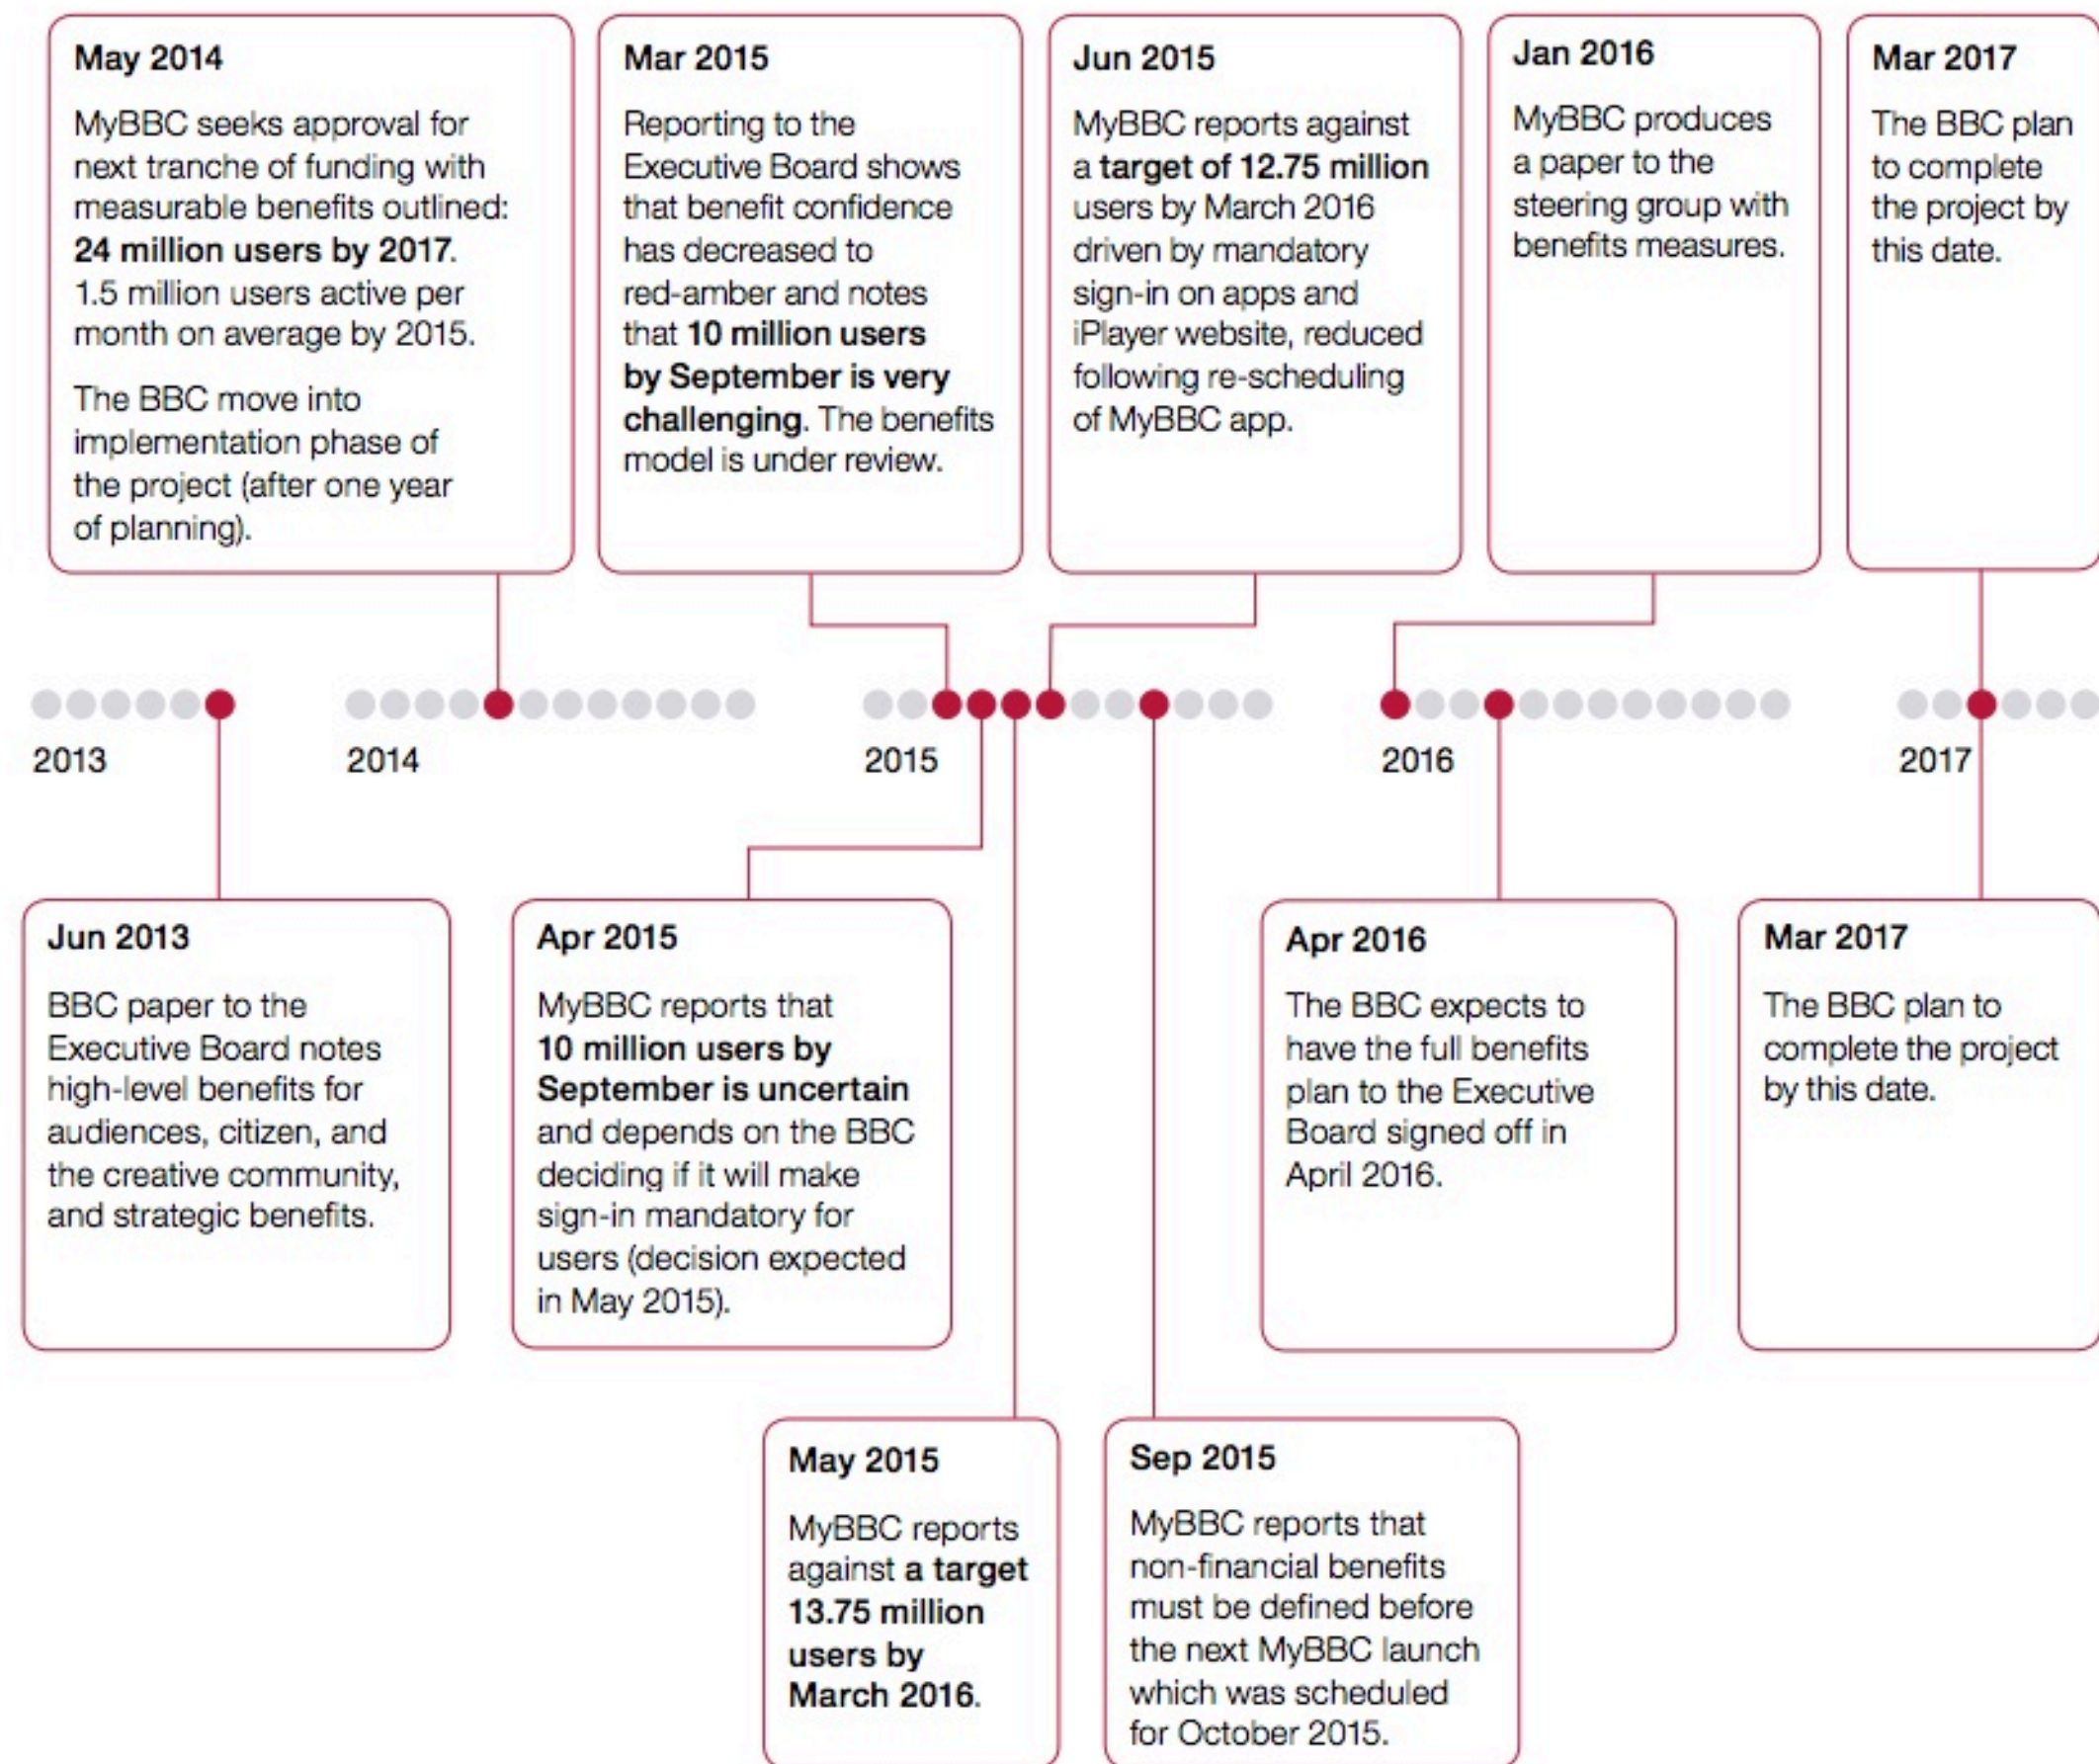 May 2014
MyBBC seeks approval for
next tranche of funding with
measurable benefits outlined:
24 million users by 2017.
1.5 million users active per
month on average by 2015.
The BBC move into
implementation phase of
the project (after one year
of planning).
Mar 2015
Reporting to the
Executive Board shows
that benefit confidence
has decreased to
red-amber and notes
that 10 million users
by September is very
challenging. The benefits
model is under review.
Jun 2015
MyBBC reports against
a target of 12.75 million
users by March 2016
driven by mandatory
sign-in on apps and
iPlayer website, reduced
following re-scheduling
of MyBBC app.
Jan 2016
MyBBC produces
a paper to the
steering group with
benefits measures.
Mar 2017
The BBC plan
to complete
the project by
this date.
2013
2014
2015
2016
2017
Jun 2013
BBC paper to the
Executive Board notes
high-level benefits for
audiences, citizen, and
the creative community,
and strategic benefits.
Apr 2015
MyBBC reports that
10 million users by
September is uncertain
and depends on the BBC
deciding if it will make
sign-in mandatory for
users (decision expected
in May 2015).
Apr 2016
The BBC expects to
have the full benefits
plan to the Executive
Board signed off in
April 2016.
Mar 2017
The BBC plan to
complete the project
by this date.
May 2015
MyBBC reports
against a target
13.75 million
users by
March 2016.
Sep 2015
MyBBC reports that
non-financial benefits
must be defined before
the next MyBBC launch
which was scheduled
for October 2015.